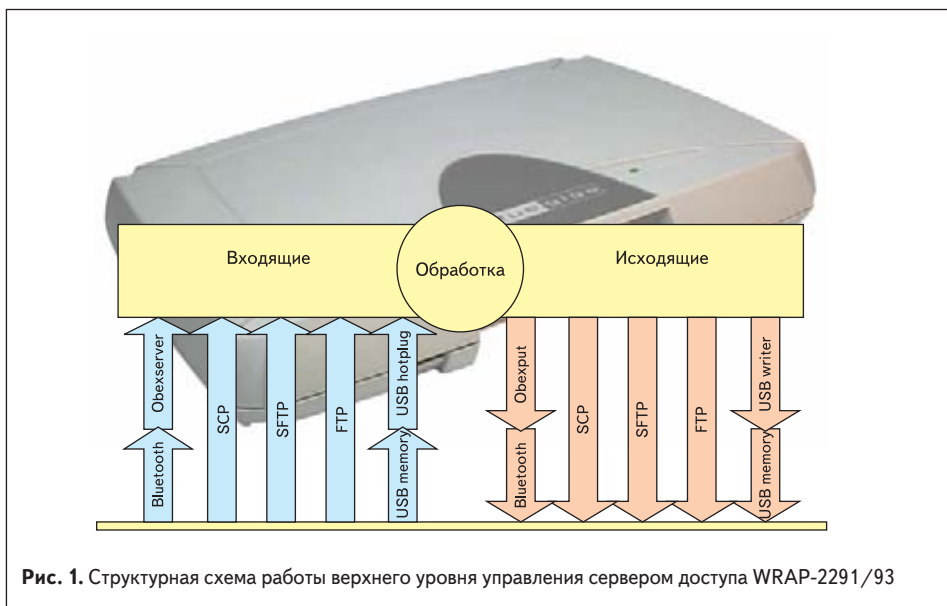 Входящие
Обработка
Исходящие
Obexserver
Bluetooth
SCP
SFTP
FTP
USB hotplug
USB memory
Obexput
Bluetooth
SCP
SFTP
FTP
USB writer
USB memory
Рис. 1. Структурная схема работы верхнего уровня управления сервером доступа WRAP-2291/93